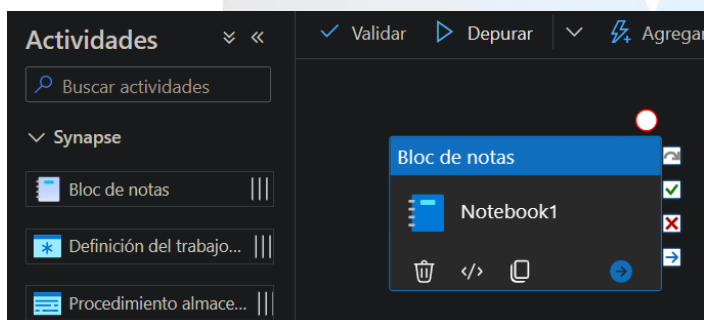 Actividades
Validar
Depurar
Agregar
Buscar actividades
Synapse
Bloc de notas
Definición del trabajo...
Procedimiento almace...
Bloc de notas
Notebook1